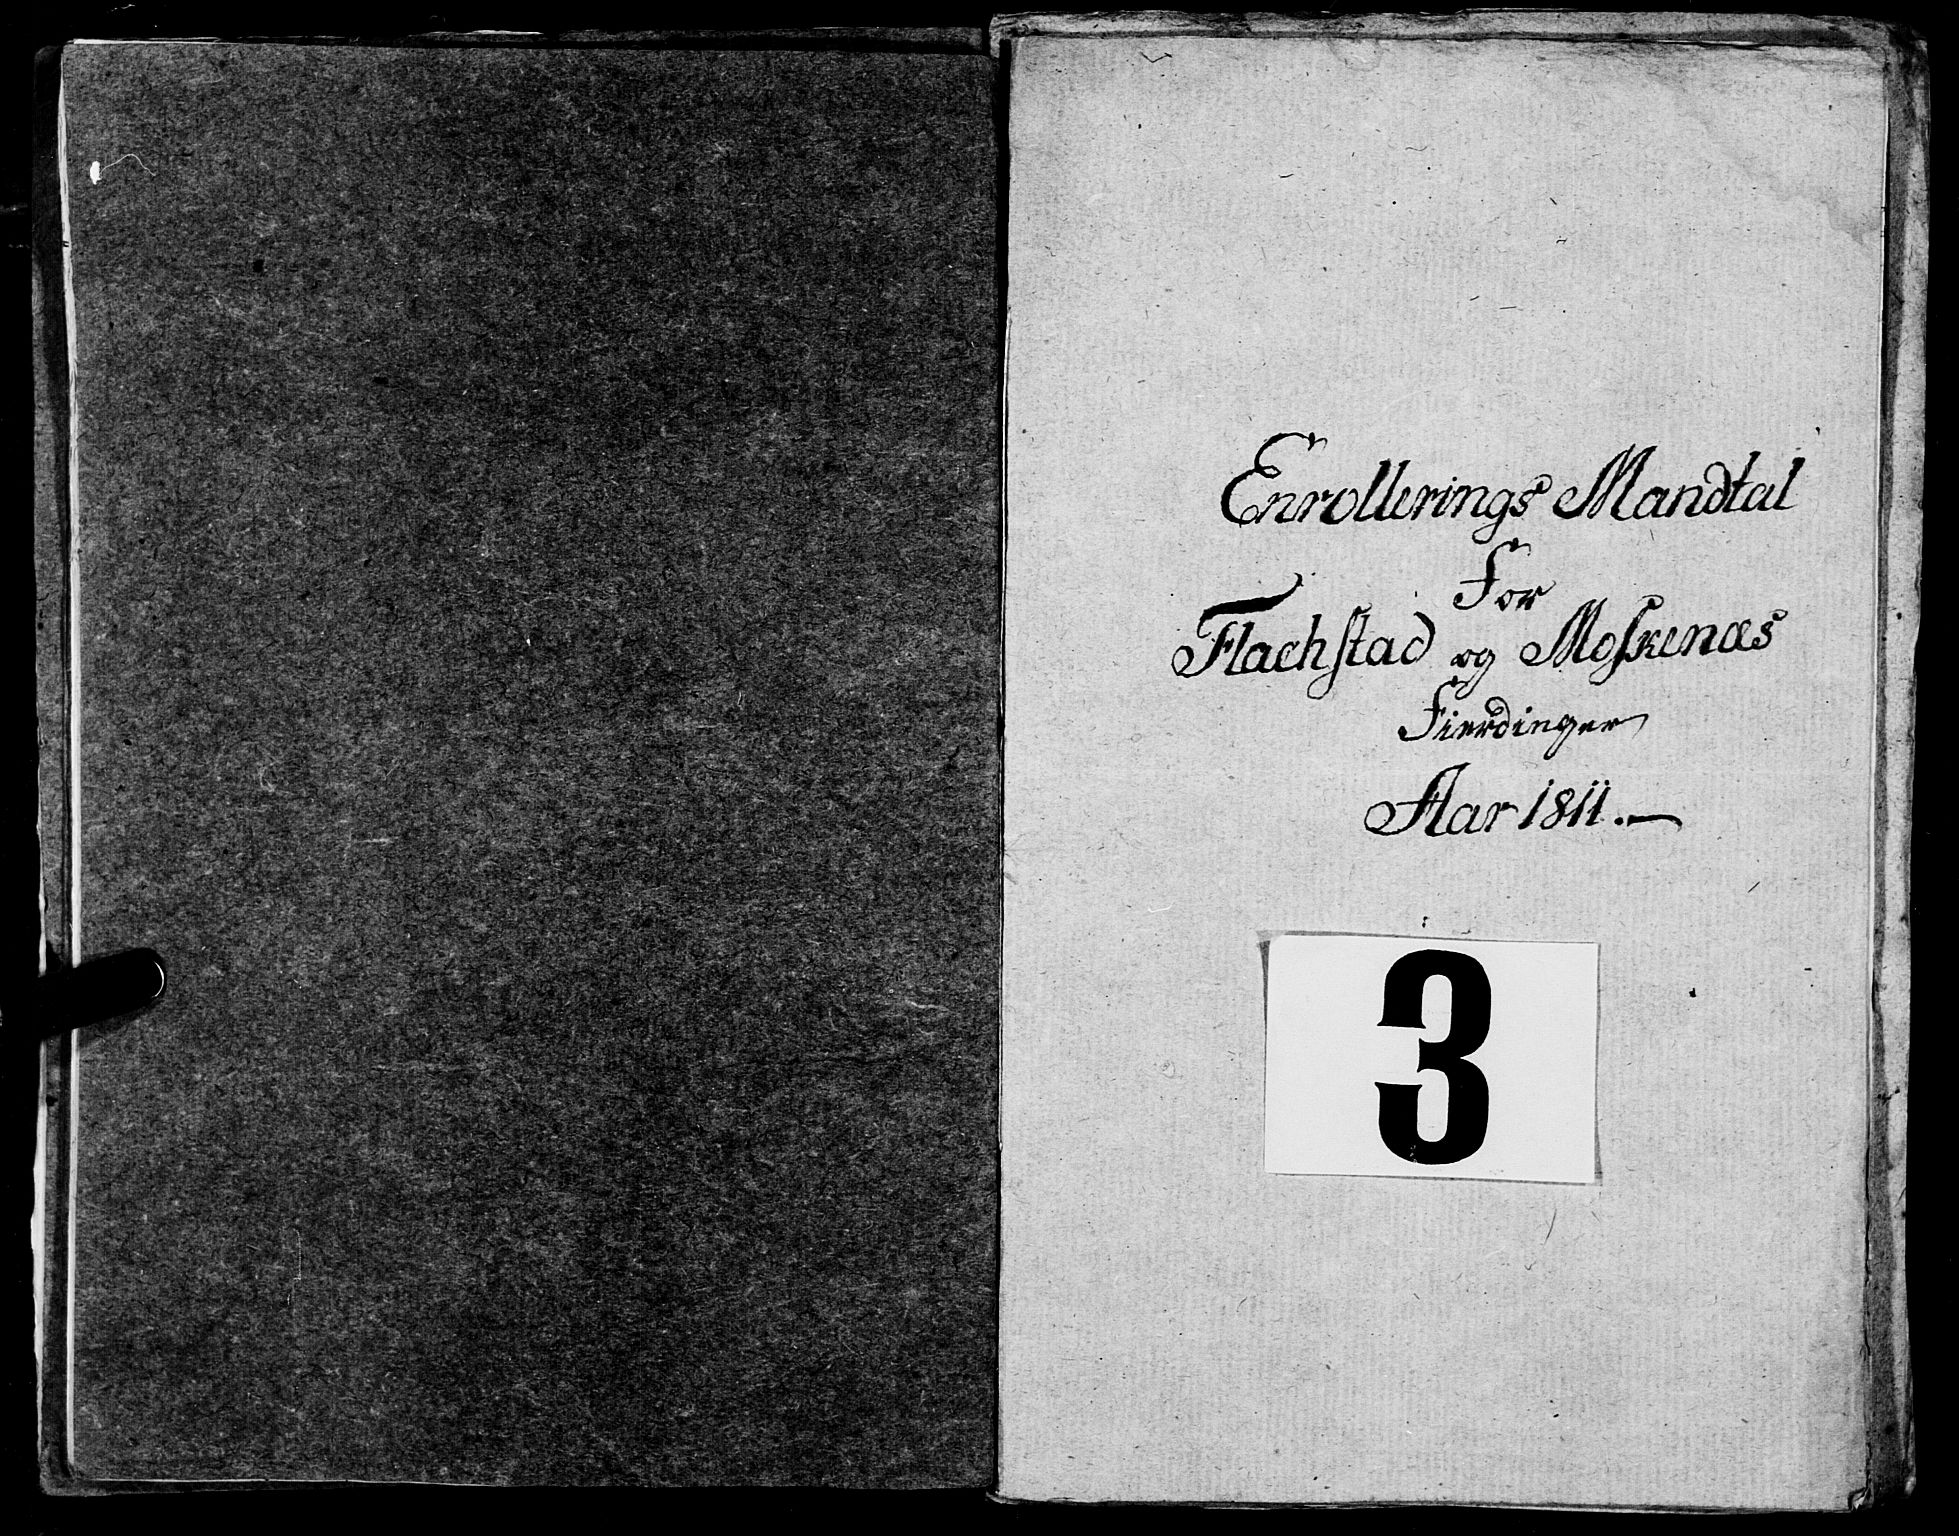 Enrollerings Mandtal
For
Flachstad og Moskenæs
Fierdinger
Aar 1811.
3